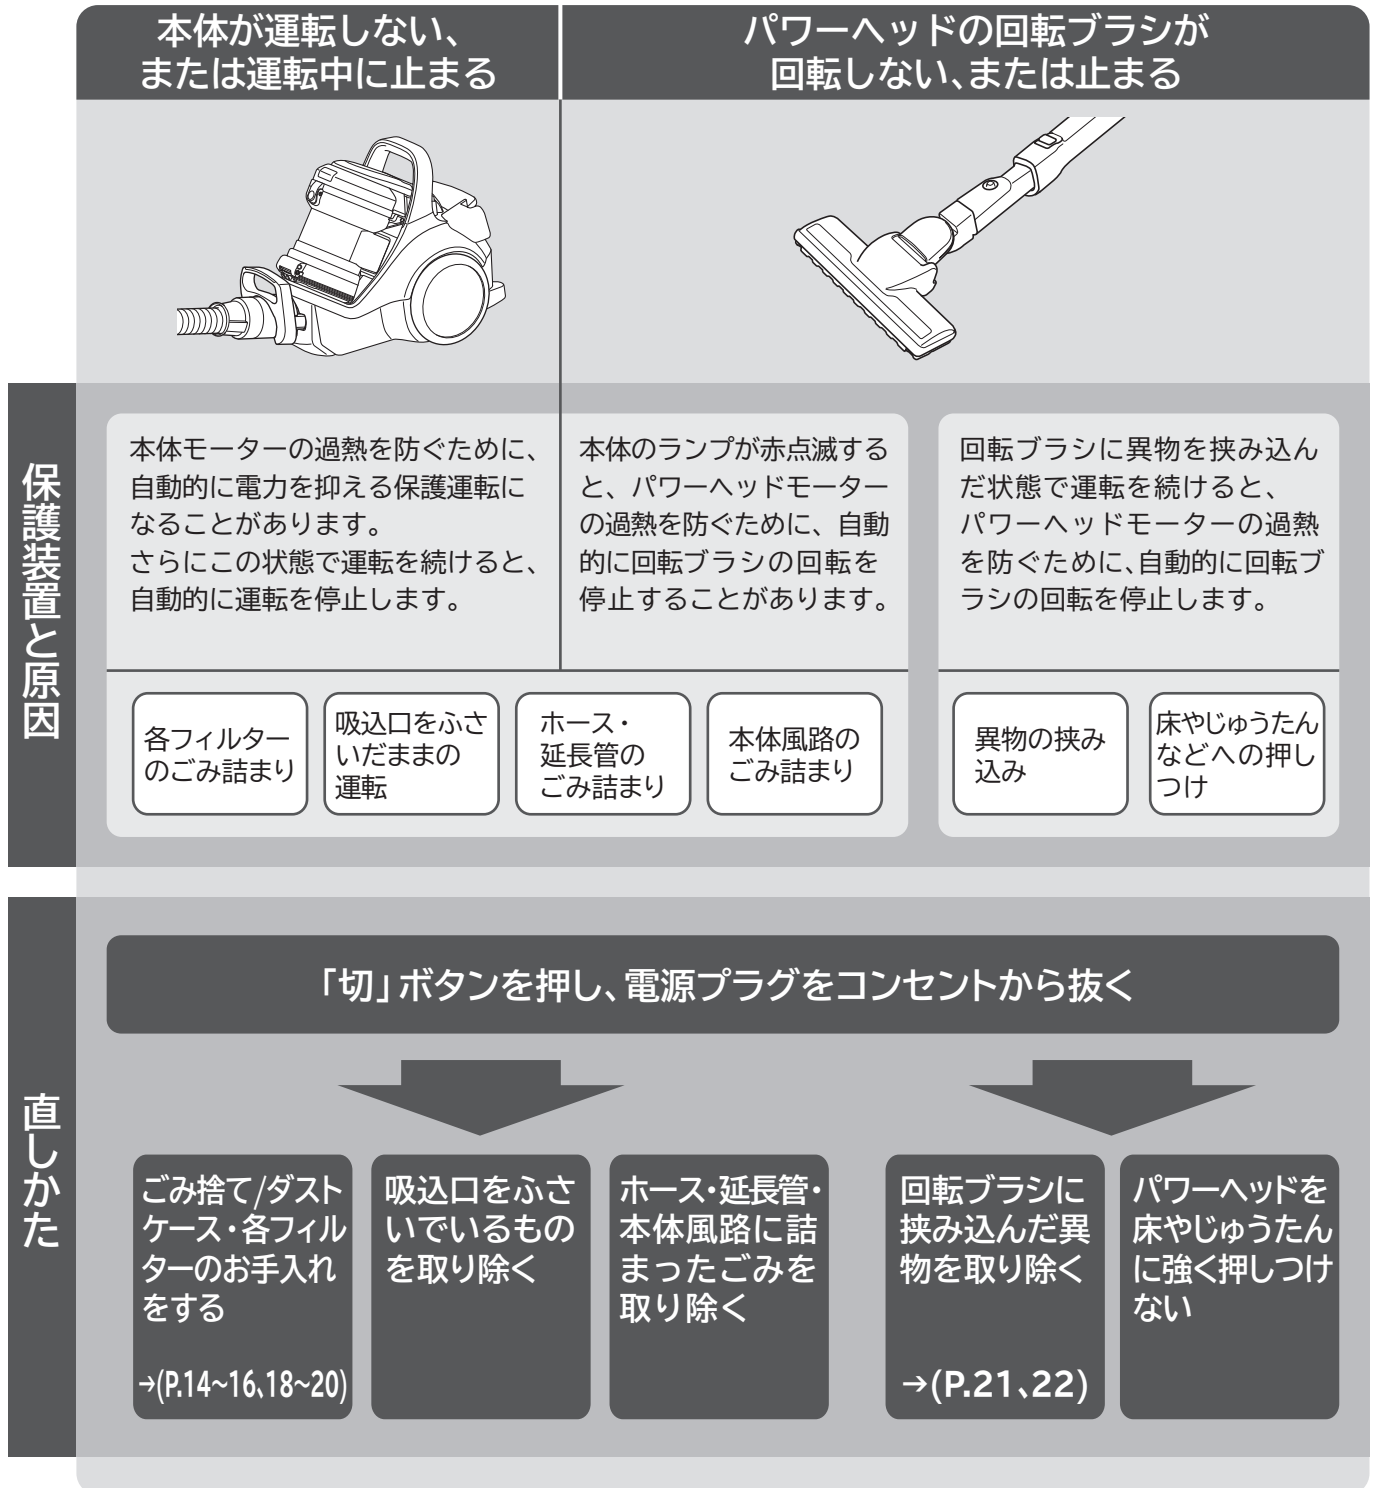 本体が運転しない、
または運転中に止まる
パワーヘッドの回転ブラシが
回転しない、または止まる
保護装置と原因
本体モーターの過熱を防ぐために、
自動的に電力を抑える保護運転に
なることがあります。
さらにこの状態で運転を続けると、
自動的に運転を停止します。
本体のランプが赤点滅する
と、パワーヘッドモーター
の過熱を防ぐために、自動
的に回転ブラシの回転を
停止することがあります。
回転ブラシに異物を挟み込ん
だ状態で運転を続けると、
パワーヘッドモーターの過熱
を防ぐために、自動的に回転ブ
ラシの回転を停止します。
各フィルター
のごみ詰まり
吸込口をふさ
いだままの
運転
ホース・
延長管の
ごみ詰まり
本体風路の
ごみ詰まり
異物の挟み
込み
床やじゅうたん
などへの押し
つけ
直しかた
「切」ボタンを押し、電源プラグをコンセントから抜く
ごみ捨て/ダスト
ケース・各フィル
ターのお手入れ
をする
→(P.14~16、18~20)
吸込口をふさ
いでいるもの
を取り除く
ホース・延長管・
本体風路に詰
まったごみを
取り除く
回転ブラシに
挟み込んだ異
物を取り除く
→(P.21、22)
パワーヘッドを
床やじゅうたん
に強く押しつけ
ない